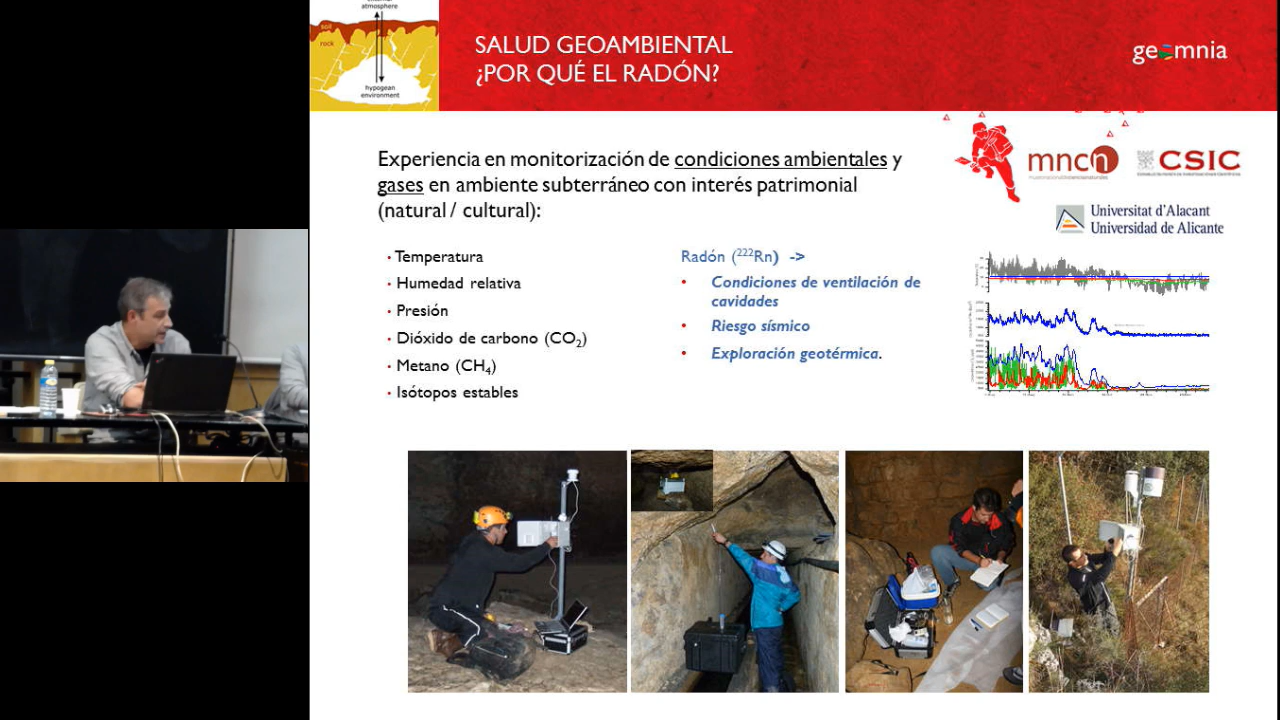 atmosphere
soil
rock
hypogean
environment
SALUD GEOAMBIENTAL
¿POR QUÉ EL RADÓN?
geomnia
Experiencia en monitorización de condiciones ambientales y
gases en ambiente subterráneo con interés patrimonial
(natural / cultural):
mncn
CSIC
Universitat d'Alacant
Universidad de Alicante
• Temperatura
• Humedad relativa
• Presión
• Dióxido de carbono (CO2)
• Metano (CH4)
• Isótopos estables
Radón (222Rn) ->
• Condiciones de ventilación de
cavidades
• Riesgo sísmico
• Exploración geotérmica.